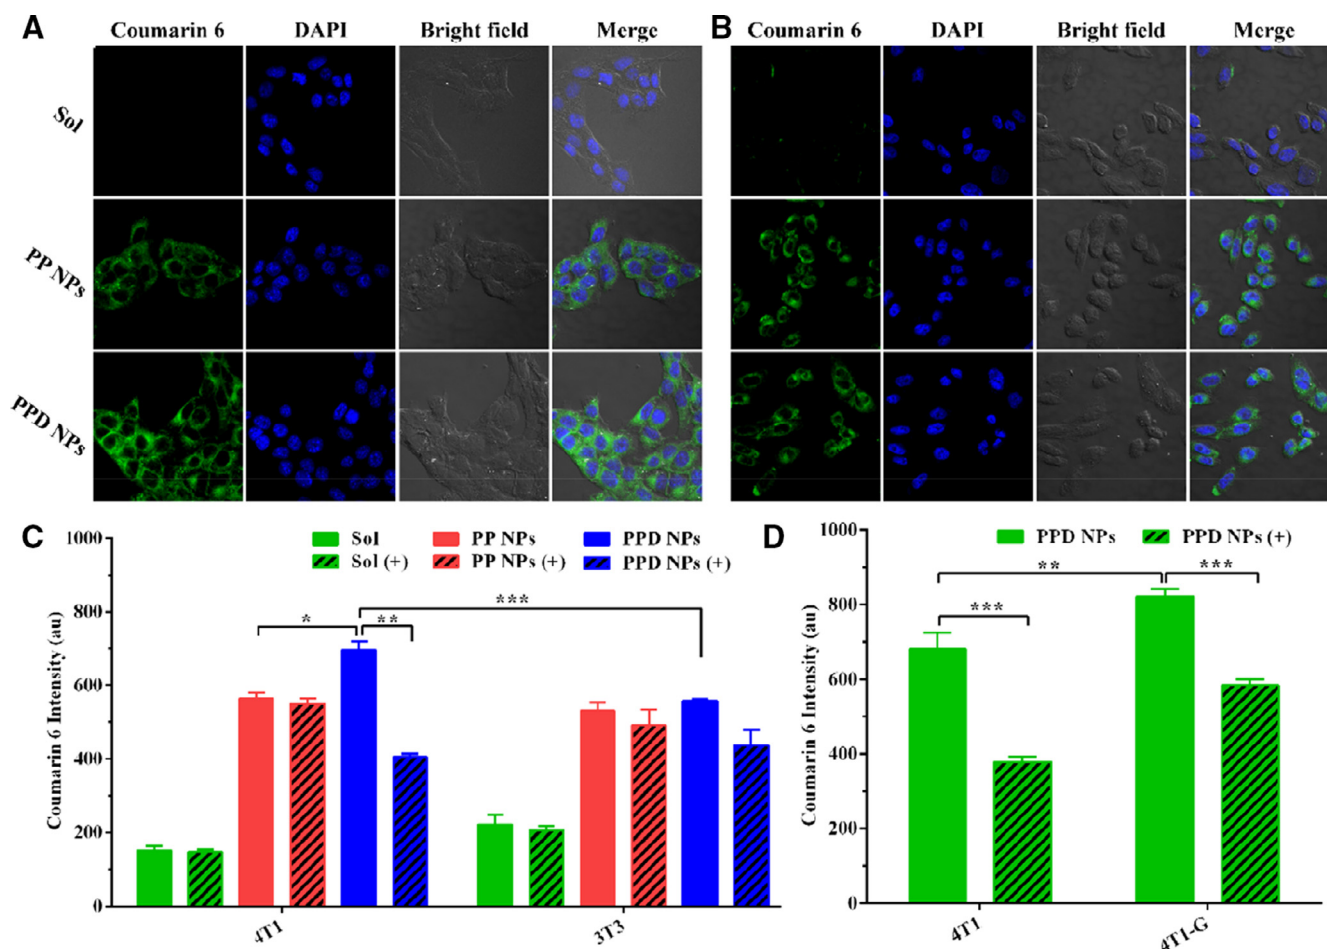 A
Coumarin 6 DAPI Bright field Merge
Sol
PP NPs
PPD NPs
B
Coumarin 6 DAPI Bright field Merge
C
Sol PP NPs PPD NPs
Sol (+) PP NPs (+) PPD NPs (+)
Coumarin 6 Intensity (au)
1000
800
600
400
200
0
* ** ***
4T1 3T3
D
PPD NPs PPD NPs (+)
Coumarin 6 Intensity (au)
1000
800
600
400
200
0
** *** ***
4T1 4T1-G